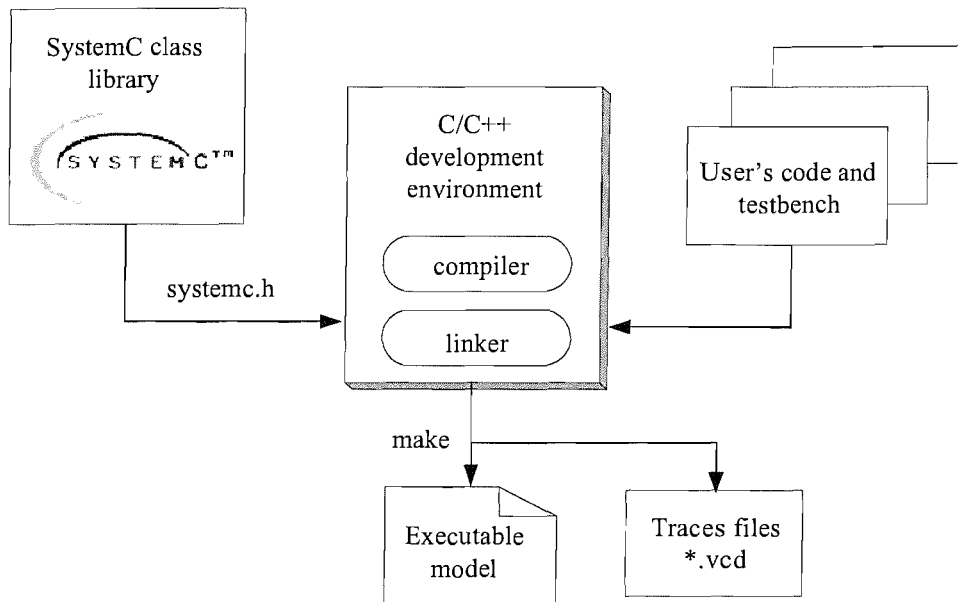 SystemC class
library
SYSTEMC™
systemc.h
C/C++
development
environment
compiler
linker
User's code and
testbench
make
Executable
model
Traces files
*.vcd